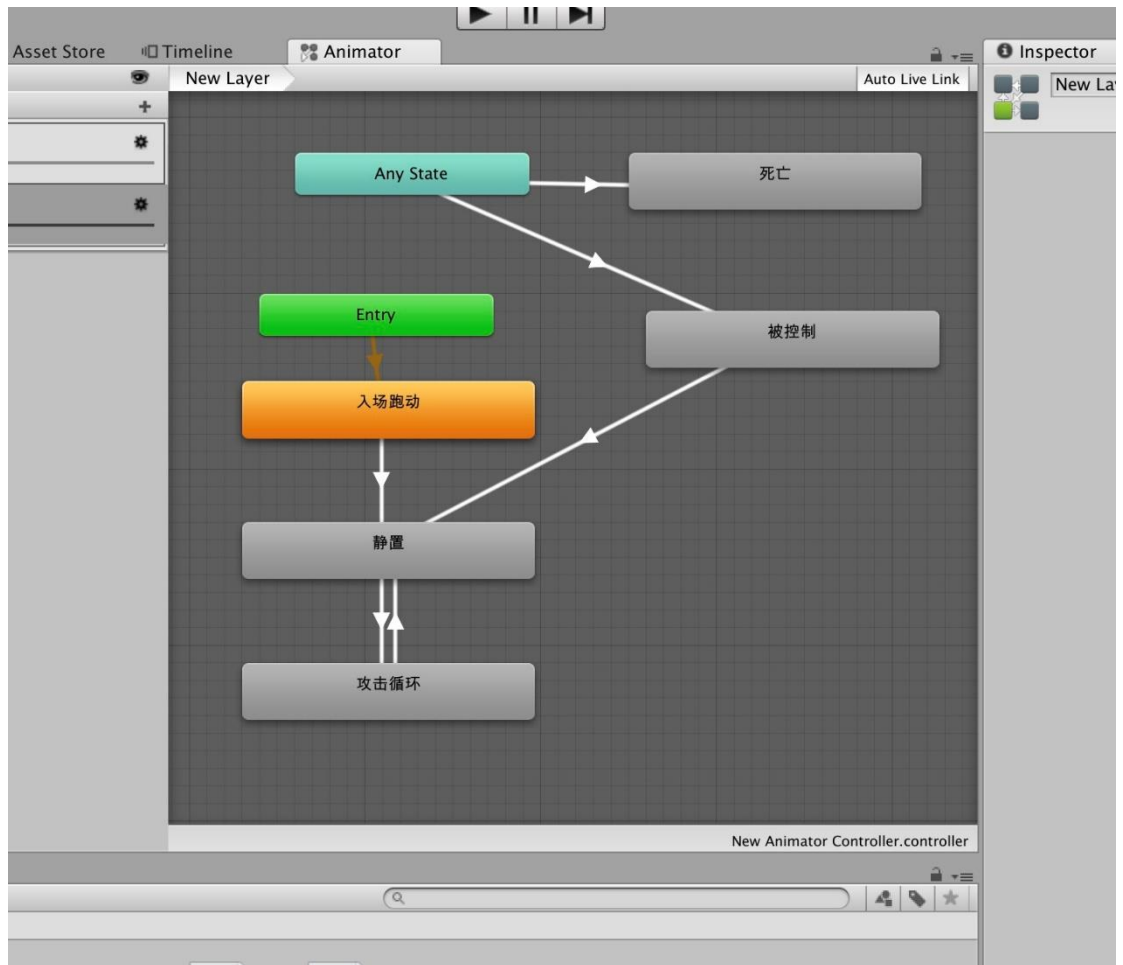 Asset Store
Timeline
Animator
Inspector
New Layer
Auto Live Link
New La
Any State
死亡
Entry
被控制
入场跑动
静置
攻击循环
New Animator Controller.controller